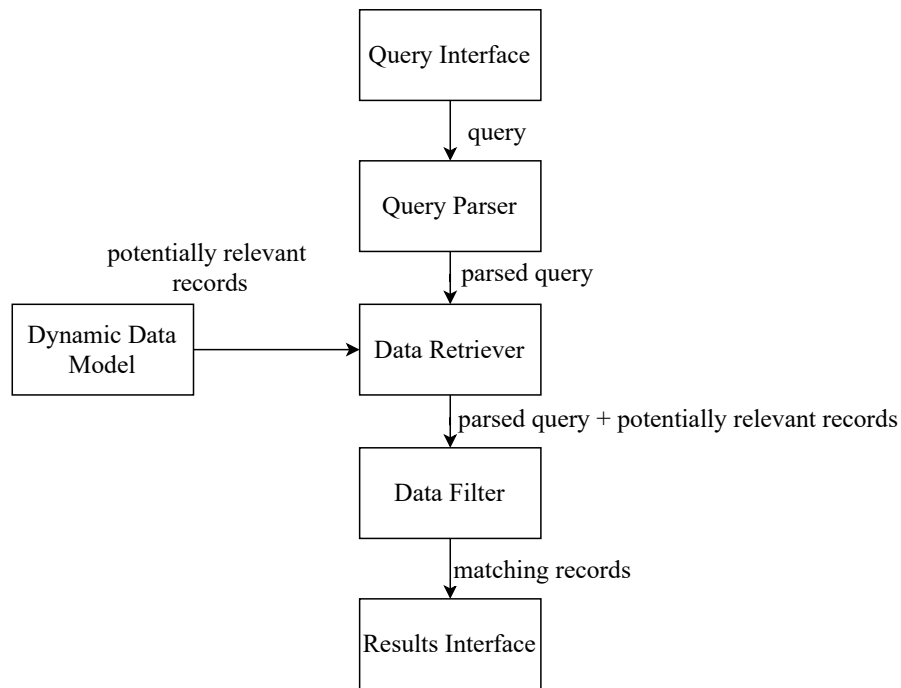 Query Interface
query
Query Parser
potentially relevant
records
parsed query
Dynamic Data
Model
Data Retriever
parsed query + potentially relevant records
Data Filter
matching records
Results Interface